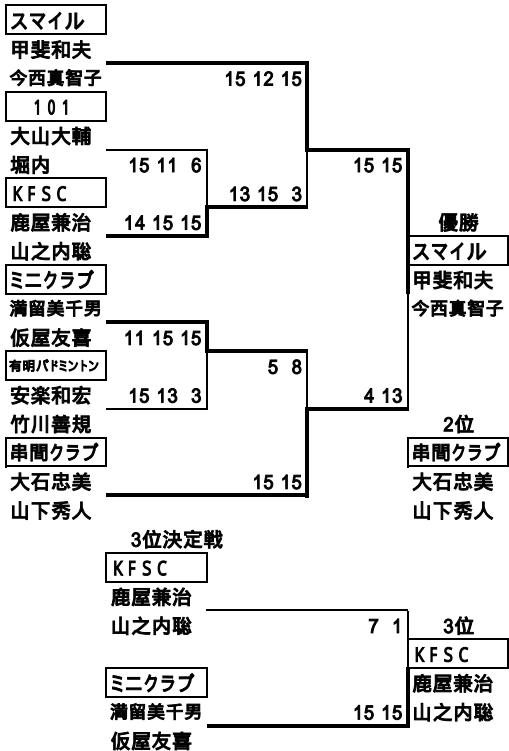 スマイル
甲斐和夫
今西真智子
15 12 15
101
大山大輔
堀内
15 11 6
15 15
KFSC
13 15 3
鹿屋兼治
14 15 15
優勝
山之内聡
スマイル
ミニクラブ
甲斐和夫
満留美千男
今西真智子
仮屋友喜
11 15 15
有明バドミントン
5 8
安楽和宏
15 13 3
4 13
竹川善規
2位
串間クラブ
串間クラブ
大石忠美
15 15
大石忠美
山下秀人
山下秀人
3位決定戦
KFSC
鹿屋兼治
山之内聡
7 1
3位
KFSC
ミニクラブ
鹿屋兼治
満留美千男
15 15
山之内聡
仮屋友喜